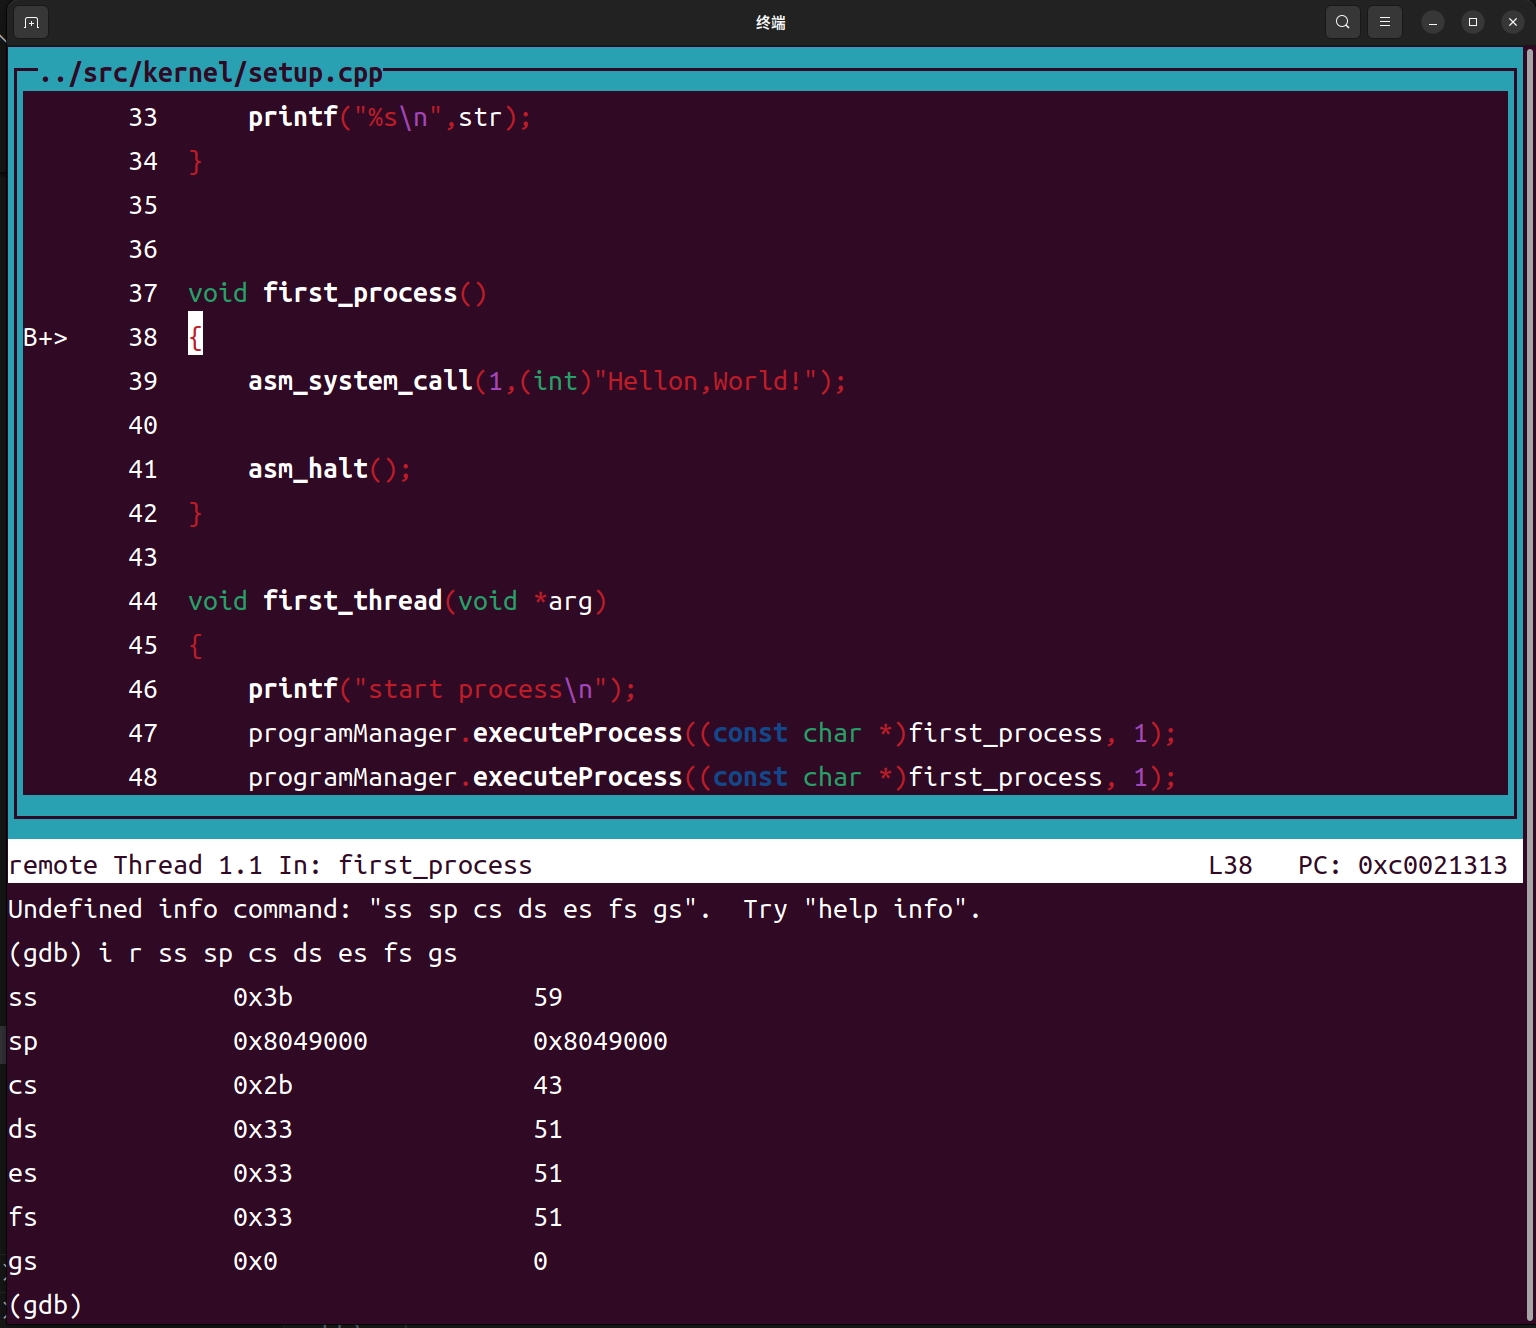 终端
../src/kernel/setup.cpp
33 printf("%s\n",str);
34 }
35
36
37 void first_process()
B+> 38 {
39 asm_system_call(1,(int)"Hellon,World!");
40
41 asm_halt();
42 }
43
44 void first_thread(void *arg)
45 {
46 printf("start process\n");
47 programManager.executeProcess((const char *)first_process, 1);
48 programManager.executeProcess((const char *)first_process, 1);
remote Thread 1.1 In: first_process L38 PC: 0xc0021313
Undefined info command: "ss sp cs ds es fs gs". Try "help info".
(gdb) i r ss sp cs ds es fs gs
ss 0x3b 59
sp 0x8049000 0x8049000
cs 0x2b 43
ds 0x33 51
es 0x33 51
fs 0x33 51
gs 0x0 0
(gdb)